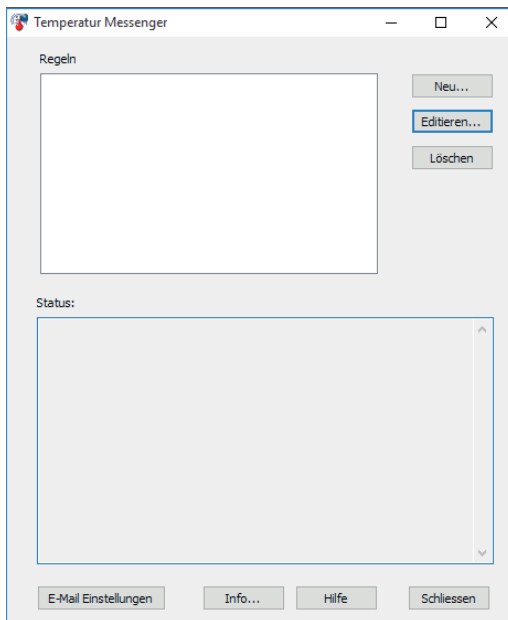 Temperatur Messenger
Regeln
Neu...
Editieren...
Löschen
Status:
E-Mail Einstellungen
Info...
Hilfe
Schliessen